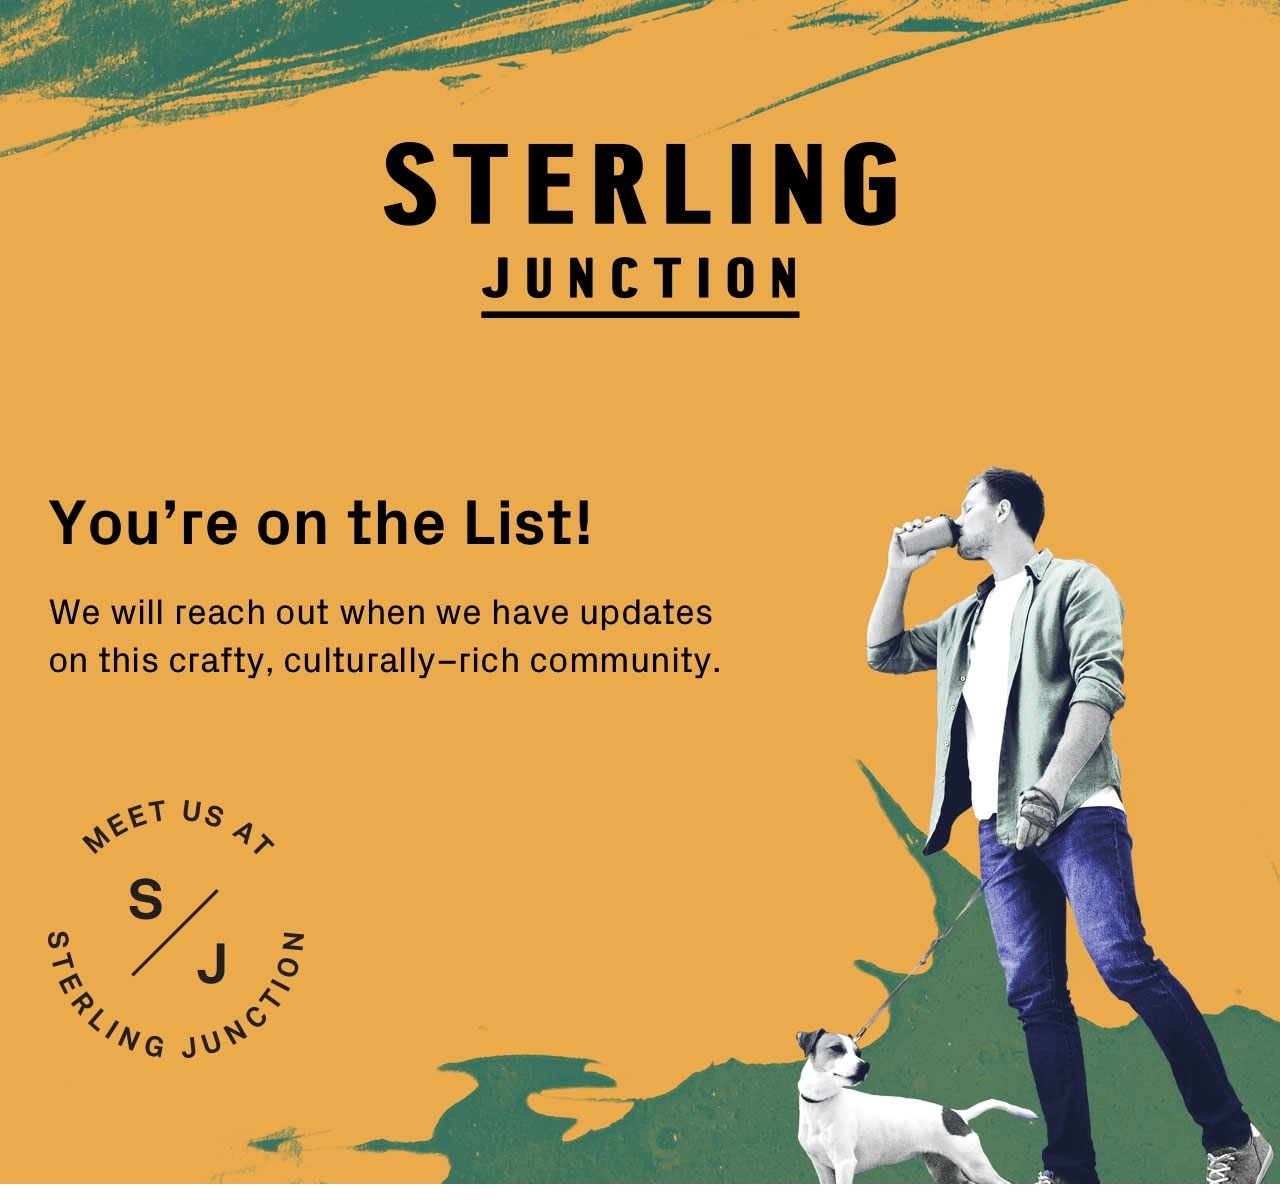 STERLING
JUNCTION
You’re on the List!
We will reach out when we have updates
on this crafty, culturally–rich community.
MEET US AT
S
J
STERLING JUNCTION